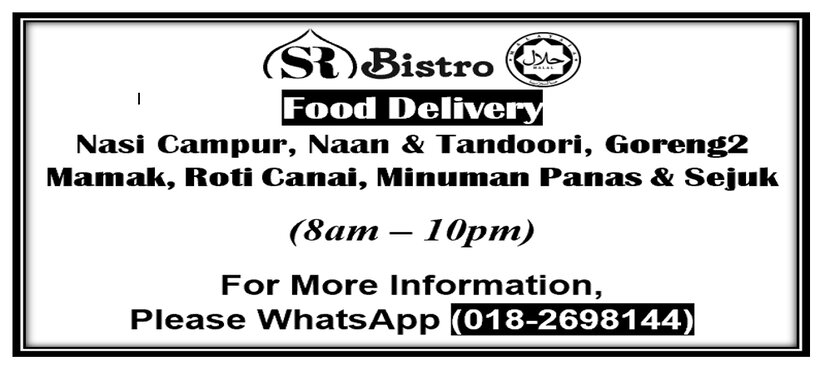 SR Bistro حلال HALAL
Food Delivery
Nasi Campur, Naan & Tandoori, Goreng2
Mamak, Roti Canai, Minuman Panas & Sejuk
(8am – 10pm)
For More Information,
Please WhatsApp (018-2698144)